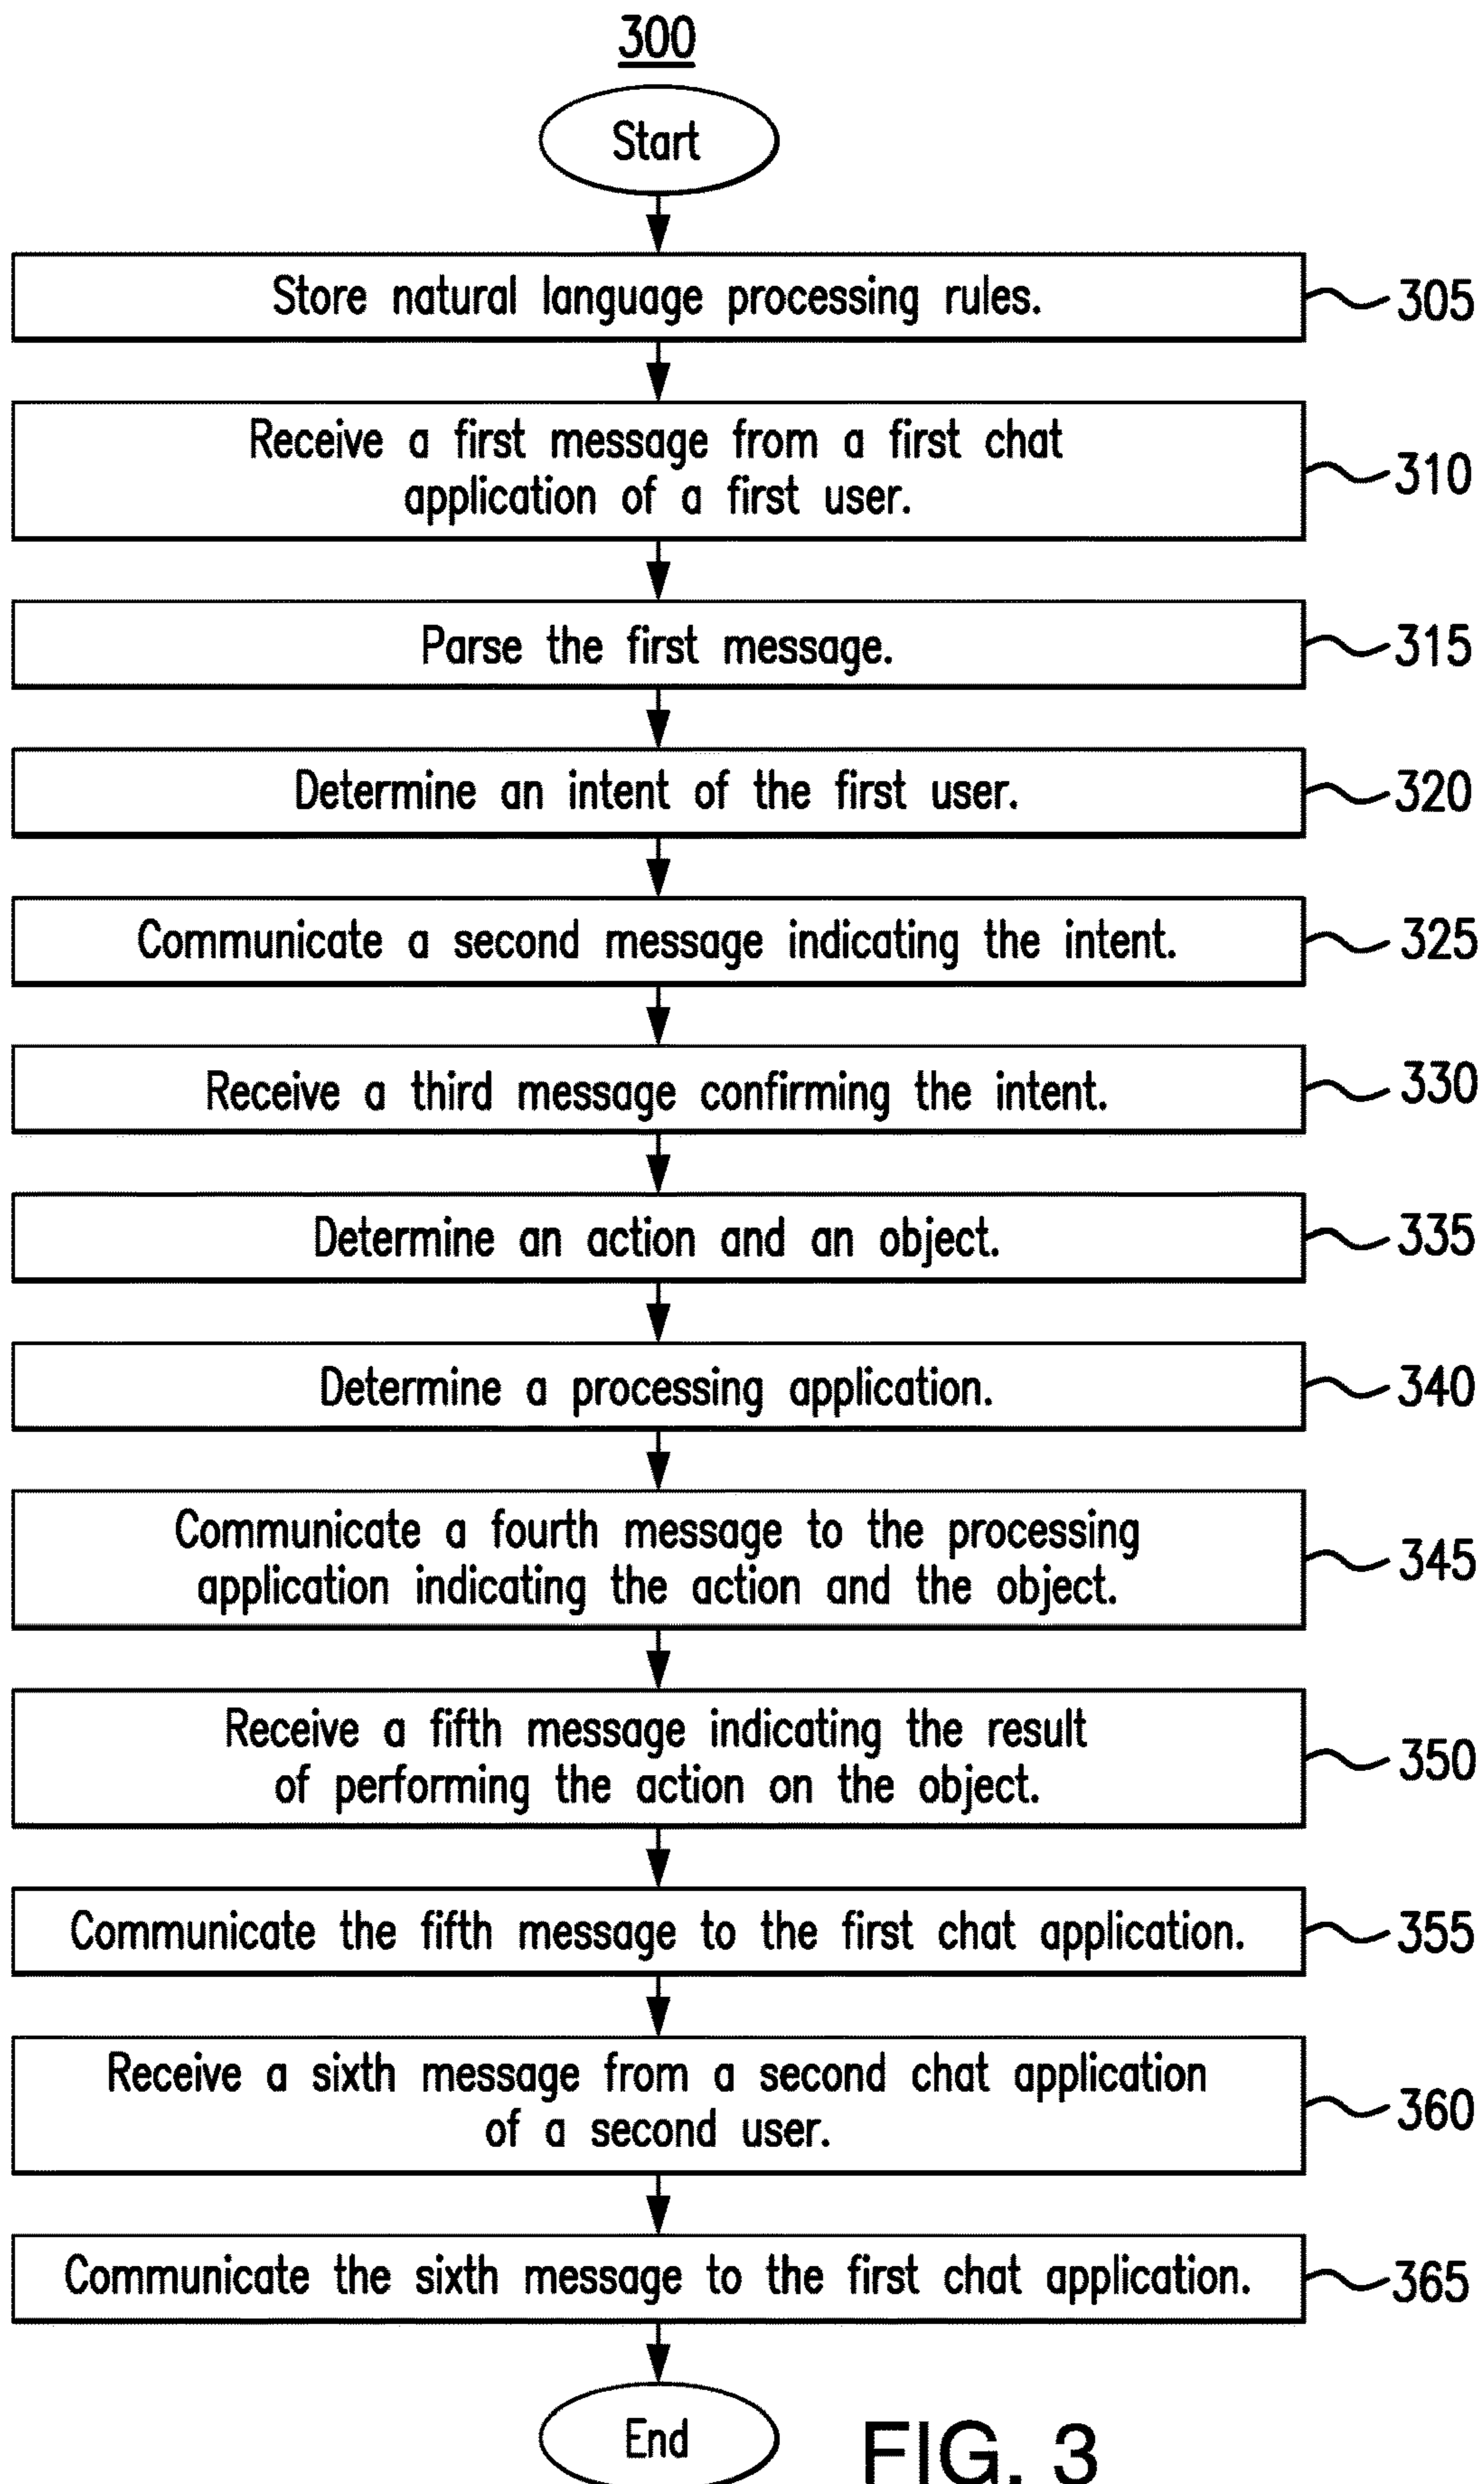 300
Start
Store natural language processing rules.
305
Receive a first message from a first chat
application of a first user.
310
Parse the first message.
315
Determine an intent of the first user.
320
Communicate a second message indicating the intent.
325
Receive a third message confirming the intent.
330
Determine an action and an object.
335
Determine a processing application.
340
Communicate a fourth message to the processing
application indicating the action and the object.
345
Receive a fifth message indicating the result
of performing the action on the object.
350
Communicate the fifth message to the first chat application.
355
Receive a sixth message from a second chat application
of a second user.
360
Communicate the sixth message to the first chat application.
365
End
FIG. 3